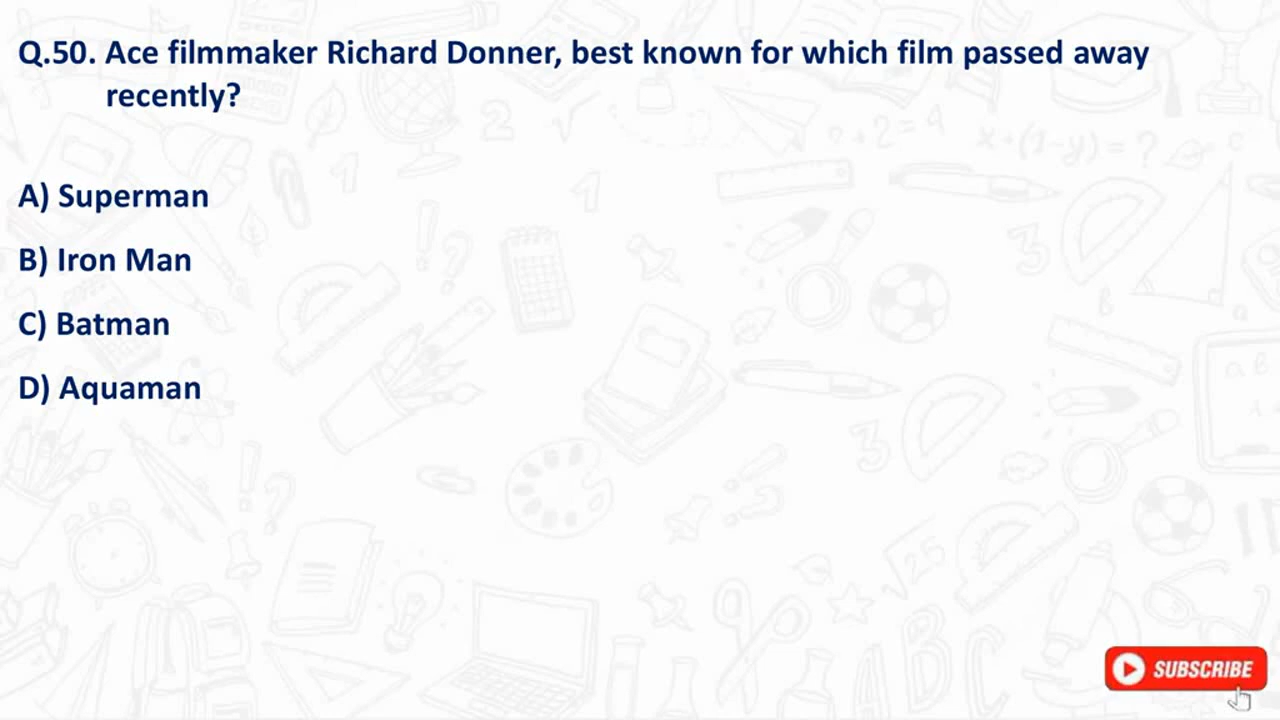 Q.50. Ace filmmaker Richard Donner, best known for which film passed away
recently?
A) Superman
B) Iron Man
C) Batman
D) Aquaman
SUBSCRIBE